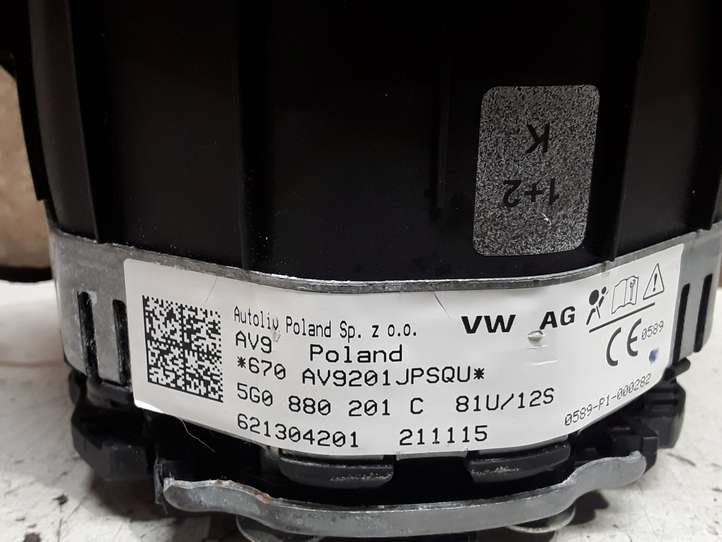 1+2
K
Autoliv Poland Sp. z o.o.
VW AG
AV9 Poland
0589
*670 AV9201JPSQU*
5G0 880 201 C 81U/12S
0589-P1-000282
621304201 211115